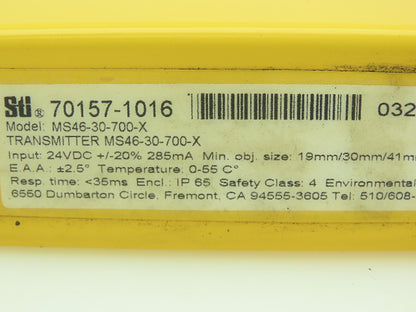 Sti ® 70157-1016 032
Model: MS46-30-700-X
TRANSMITTER MS46-30-700-X
Input: 24VDC +/-20% 285mA Min. obj. size: 19mm/30mm/41mm
E.A.A.: ±2.5° Temperature: 0-55 C°
Resp. time: <35ms Encl.: IP 65 Safety Class: 4 Environmental
6550 Dumbarton Circle, Fremont, CA 94555-3605 Tel: 510/608-